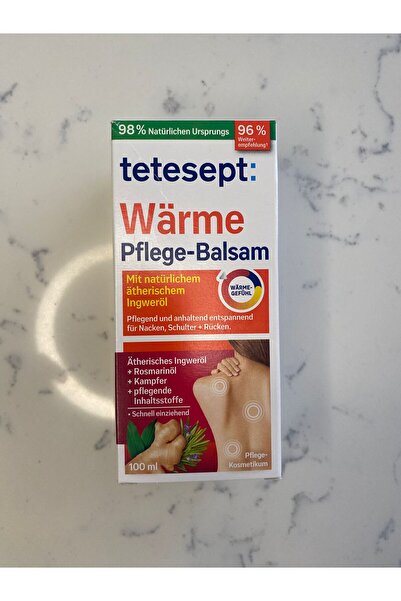 98% Natürlichen Ursprungs
96%
Weiter-
empfehlung¹
tetesept:
Wärme
Pflege-Balsam
Mit natürlichem
ätherischem
Ingweröl
WÄRME-
GEFÜHL
Pflegend und anhaltend entspannend
für Nacken, Schulter + Rücken.
Ätherisches Ingweröl
+ Rosmarinöl
+ Kampfer
+ pflegende
Inhaltsstoffe
• Schnell einziehend
100 ml
Pflege-
Kosmetikum